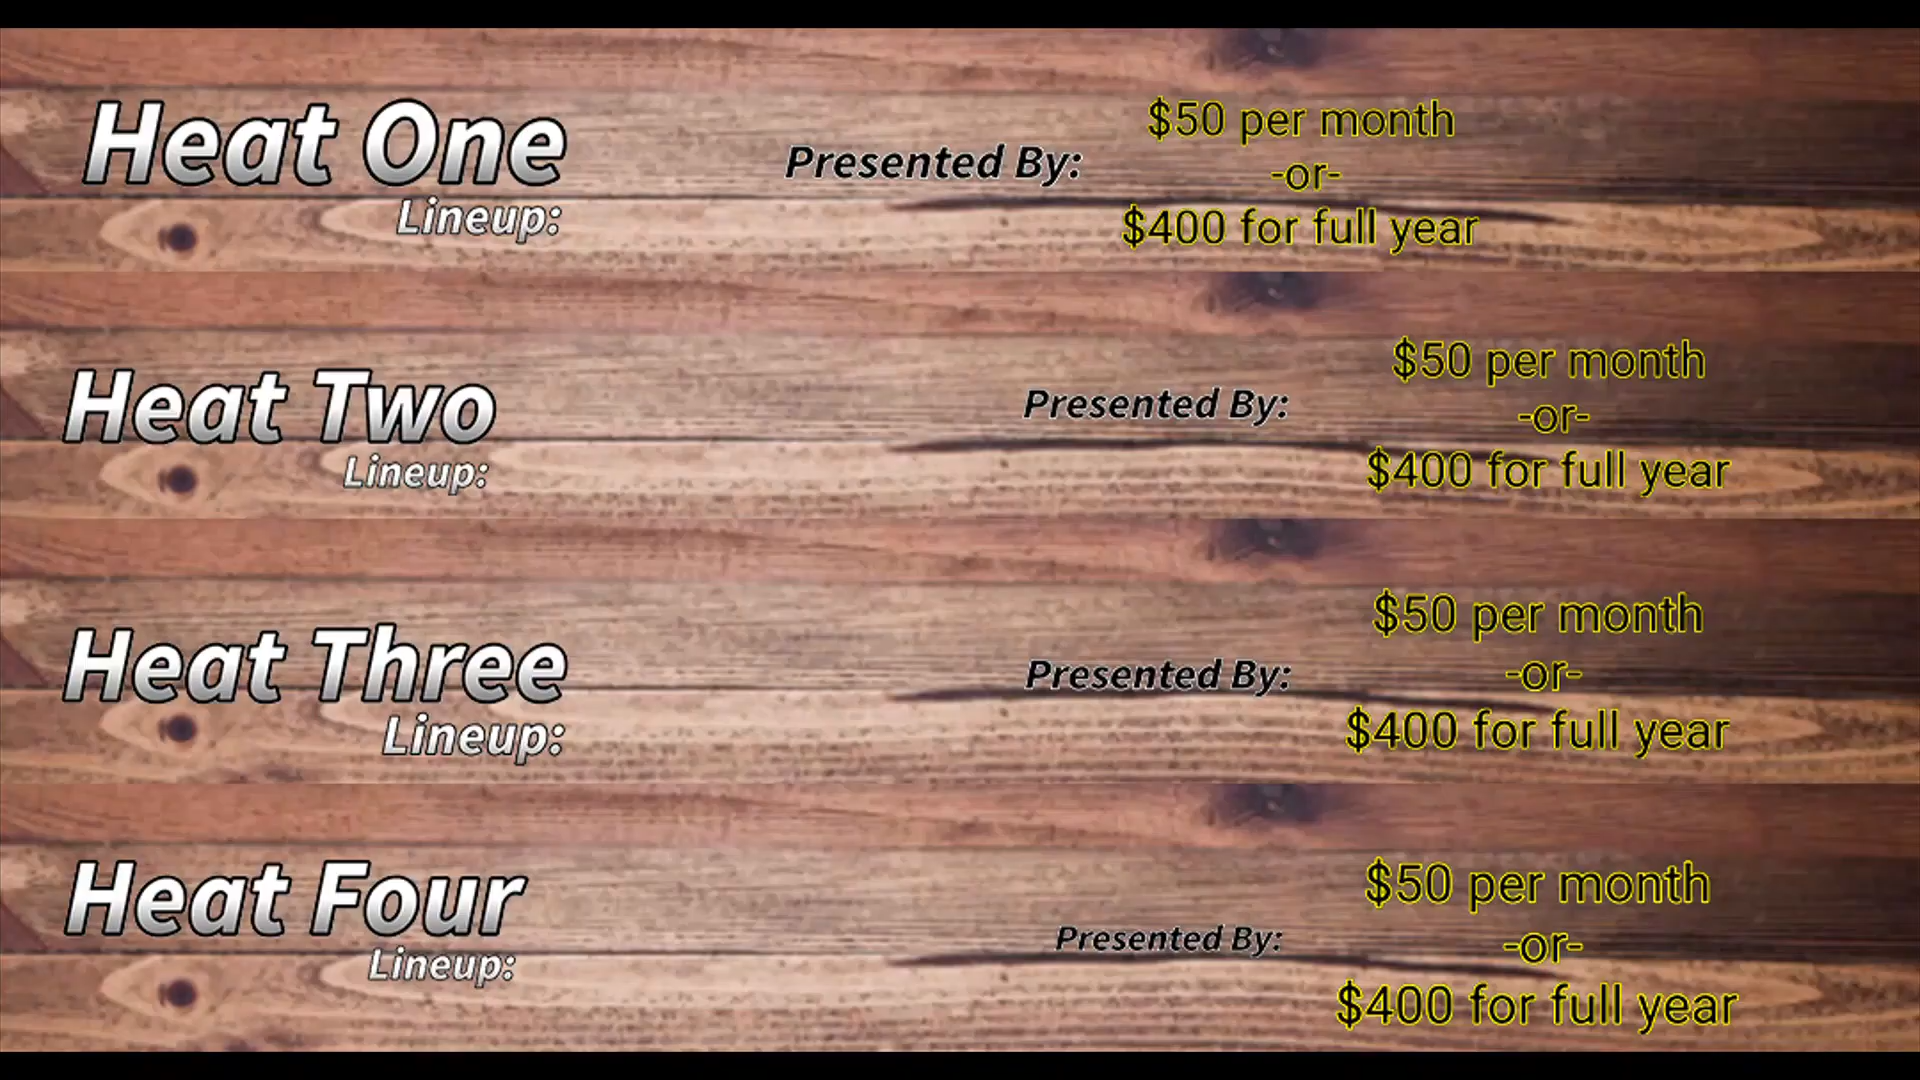 Heat One
Lineup:
Presented By:
$50 per month
-or-
$400 for full year
Heat Two
Lineup:
Presented By:
$50 per month
-or-
$400 for full year
Heat Three
Lineup:
Presented By:
$50 per month
-or-
$400 for full year
Heat Four
Lineup:
Presented By:
$50 per month
-or-
$400 for full year